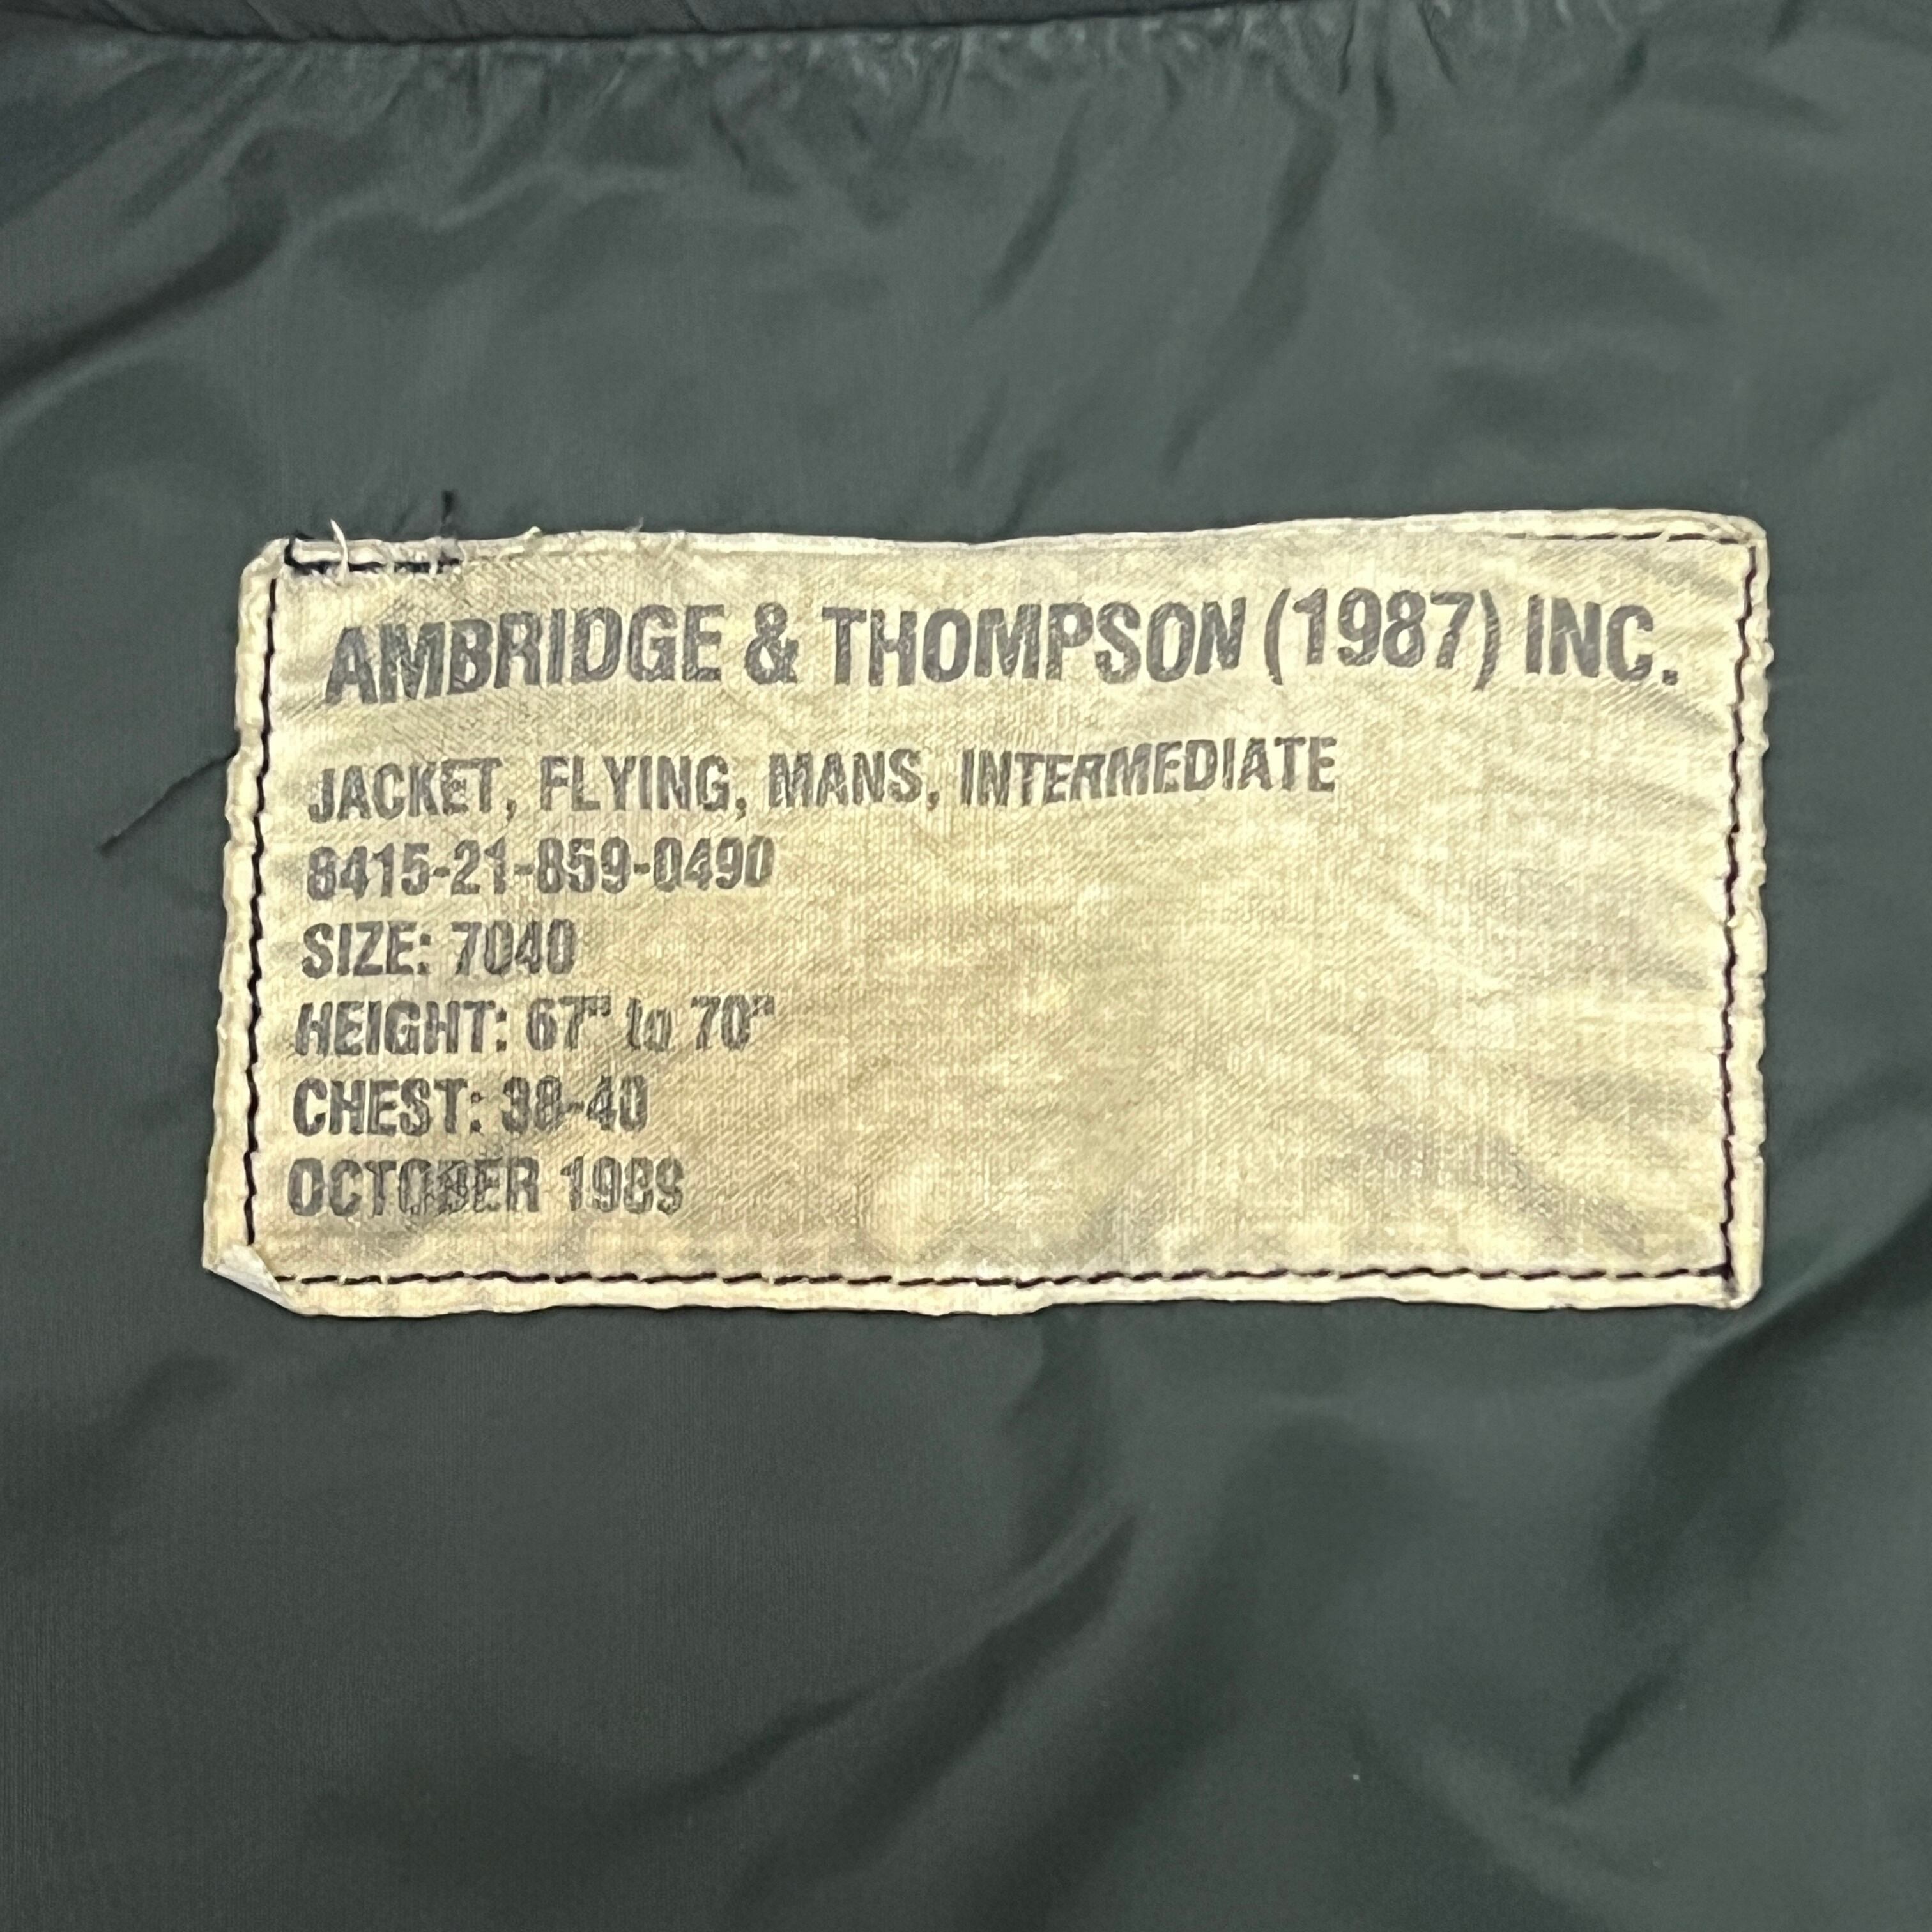 AMBRIDGE & THOMPSON (1987) INC.
JACKET, FLYING, MANS, INTERMEDIATE
8415-21-859-0490
SIZE: 7040
HEIGHT: 67" to 70"
CHEST: 38-40
OCTOBER 1989